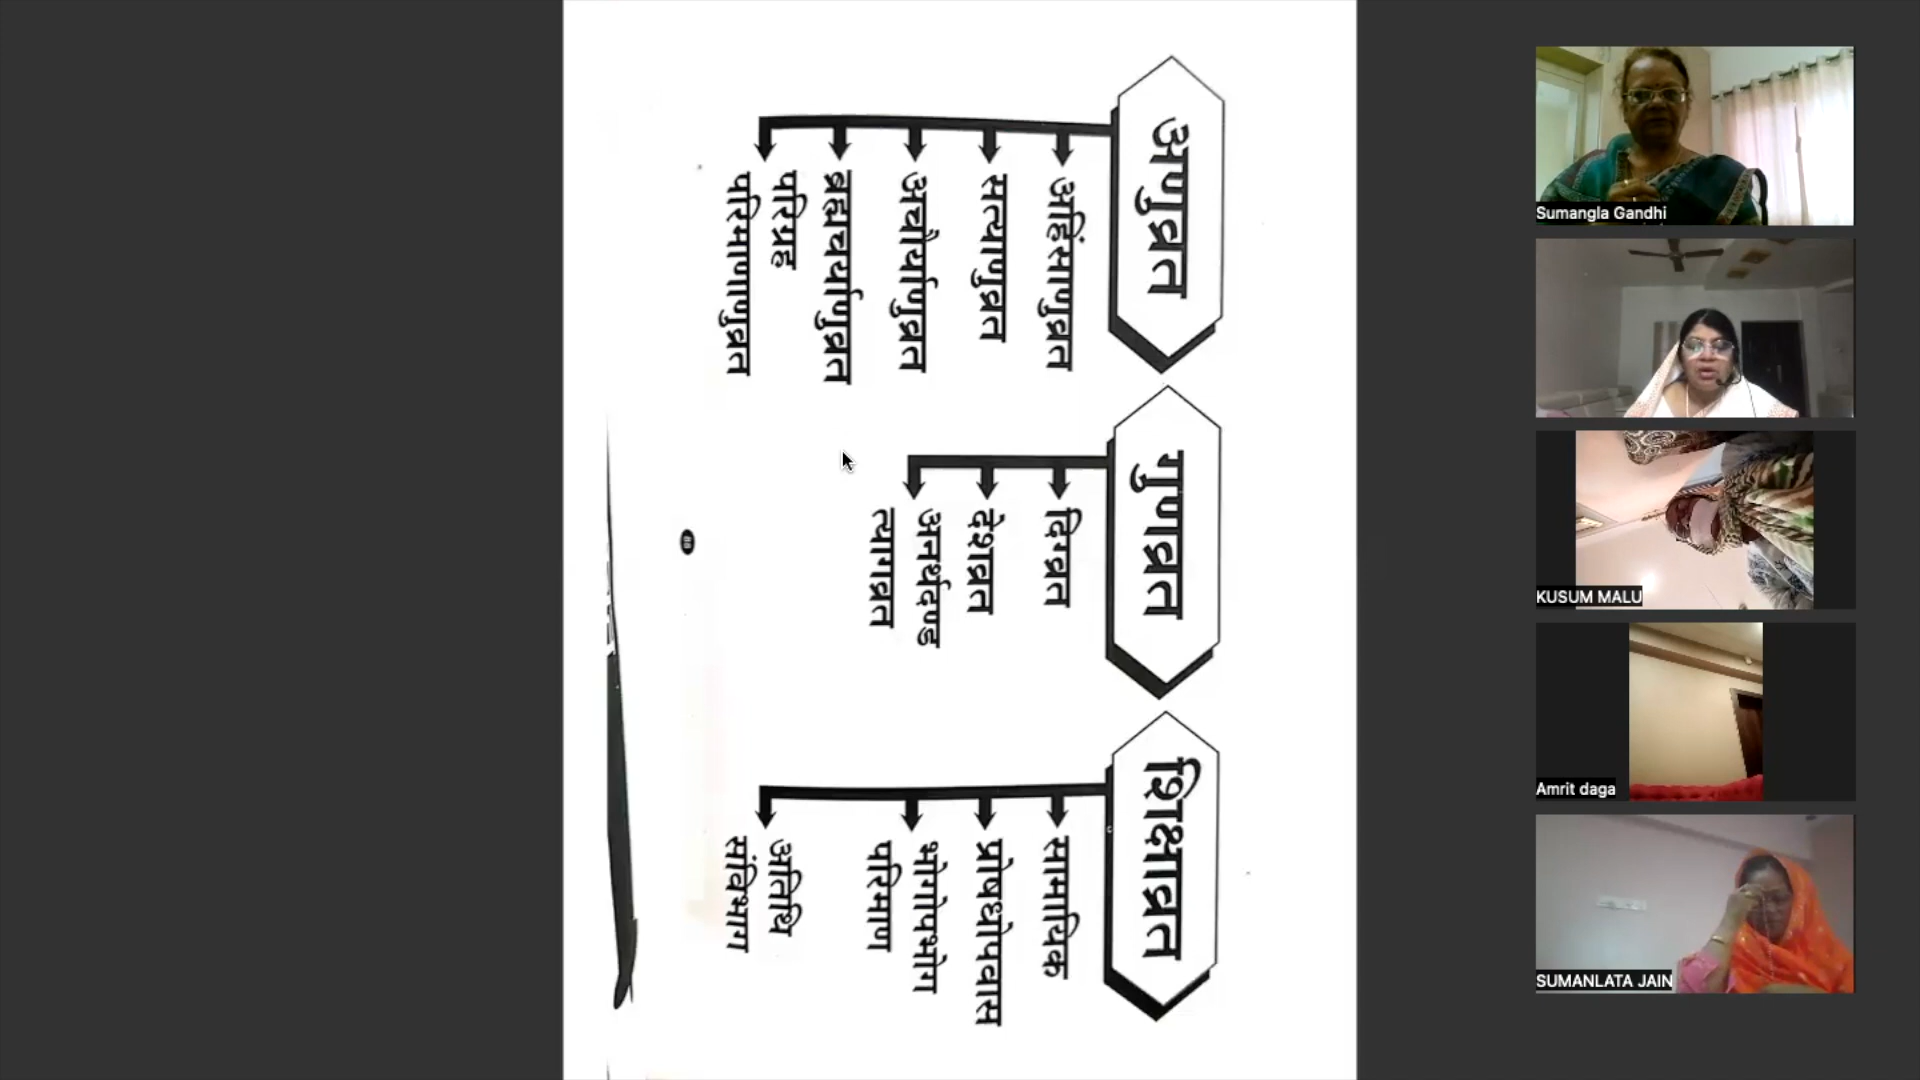 अणुव्रत
अहिंसाणुव्रत
सत्याणुव्रत
अचौर्याणुव्रत
ब्रह्मचर्याणुव्रत
परिग्रह
परिमाणाणुव्रत
गुणव्रत
दिग्व्रत
देशव्रत
अनर्थदण्ड
त्यागव्रत
शिक्षाव्रत
सामायिक
प्रोषधोपवास
भोगोपभोग
परिमाण
अतिथि
संविभाग
Sumangla Gandhi
KUSUM MALU
Amrit daga
SUMANLATA JAIN